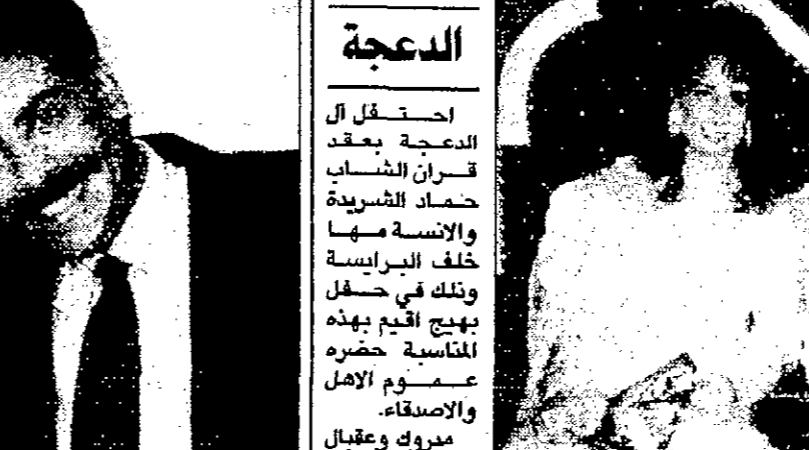 الدعجة
احتفل آل
الدعجة بعقد
قران الشاب
حماد الشريدة
والانسة مها
خلف البرايسة
وذلك في حفل
بهيج اقيم بهذه
المناسبة حضره
عموم الاهل
والاصدقاء.
مبروك وعقبال